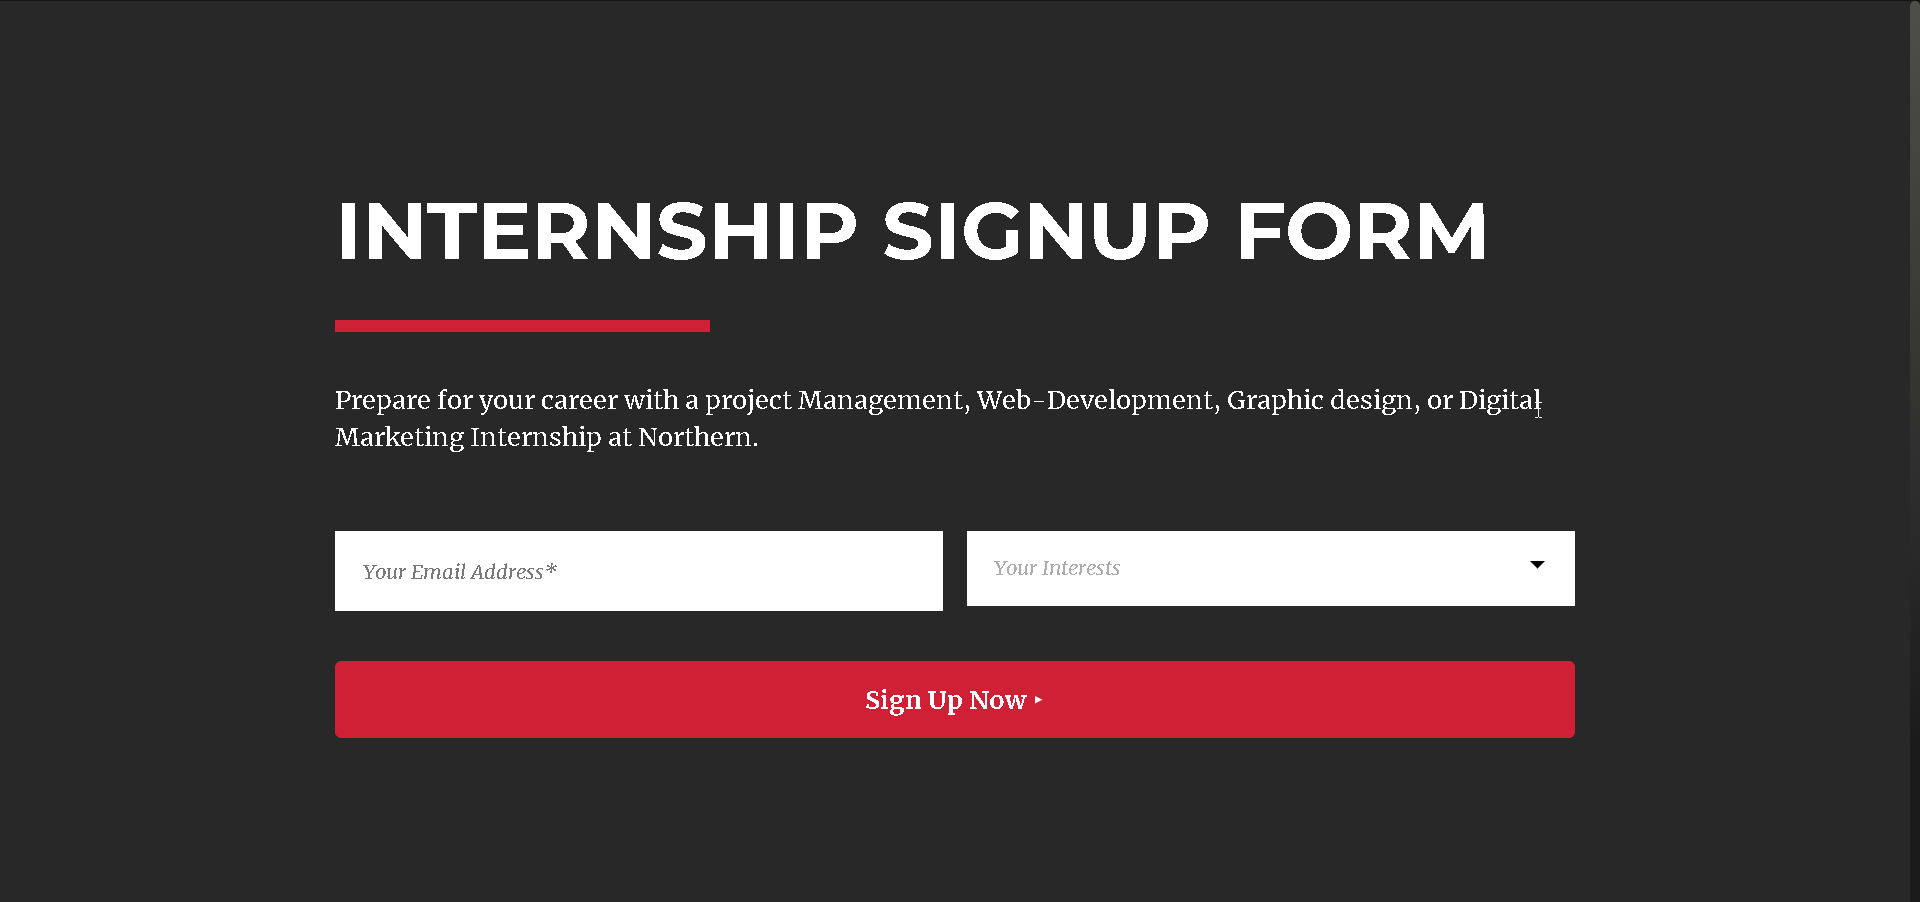 INTERNSHIP SIGNUP FORM
Prepare for your career with a project Management, Web-Development, Graphic design, or Digital
Marketing Internship at Northern.
Your Email Address*
Your Interests
Sign Up Now ▸